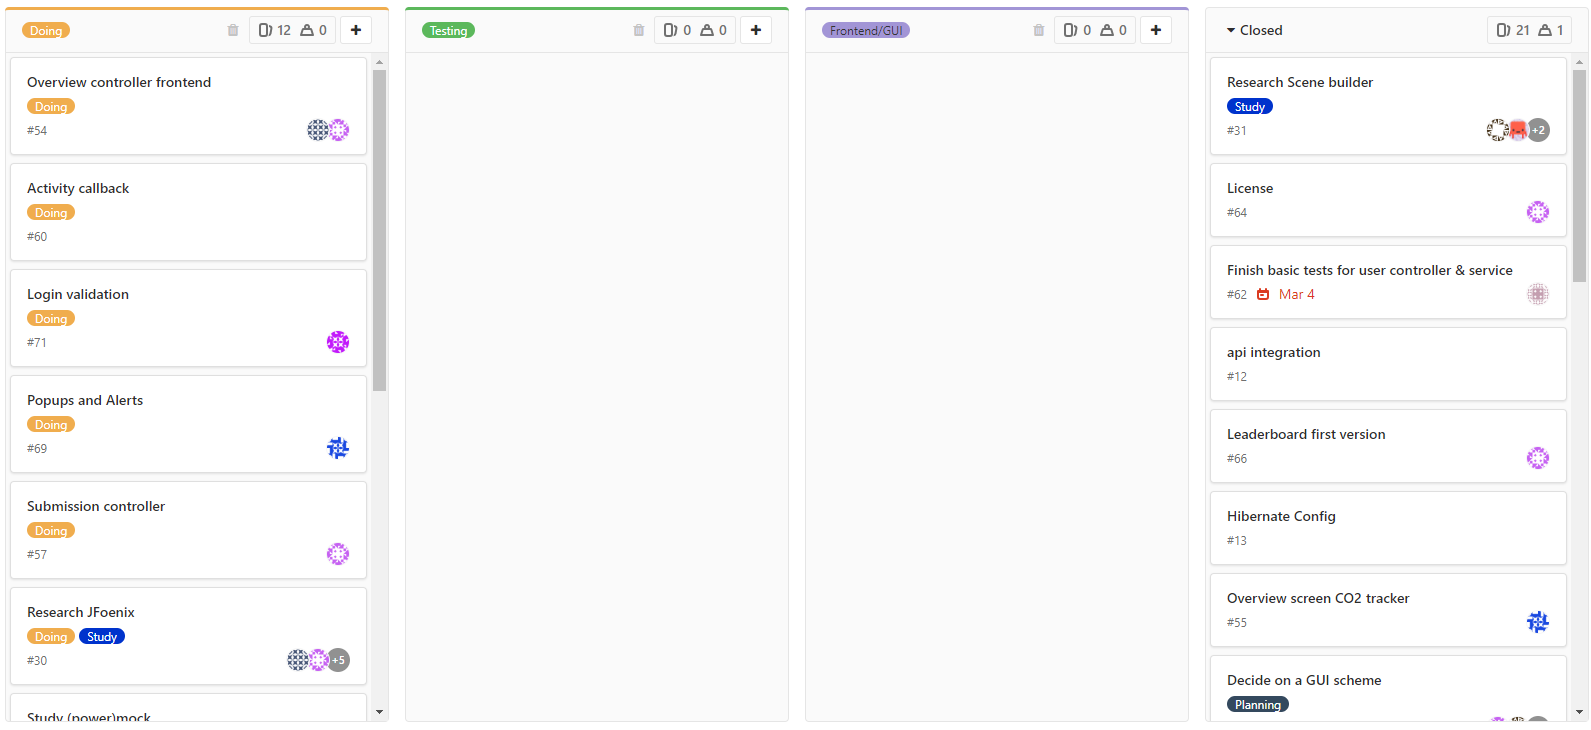 Doing 12 0
Overview controller frontend
Doing
#54
Activity callback
Doing
#60
Login validation
Doing
#71
Popups and Alerts
Doing
#69
Submission controller
Doing
#57
Research JFoenix
Doing Study
#30 +5
Study (power)mock
Testing 0 0
Frontend/GUI 0 0
Closed 21 1
Research Scene builder
Study
#31 +2
License
#64
Finish basic tests for user controller & service
#62 Mar 4
api integration
#12
Leaderboard first version
#66
Hibernate Config
#13
Overview screen CO2 tracker
#55
Decide on a GUI scheme
Planning